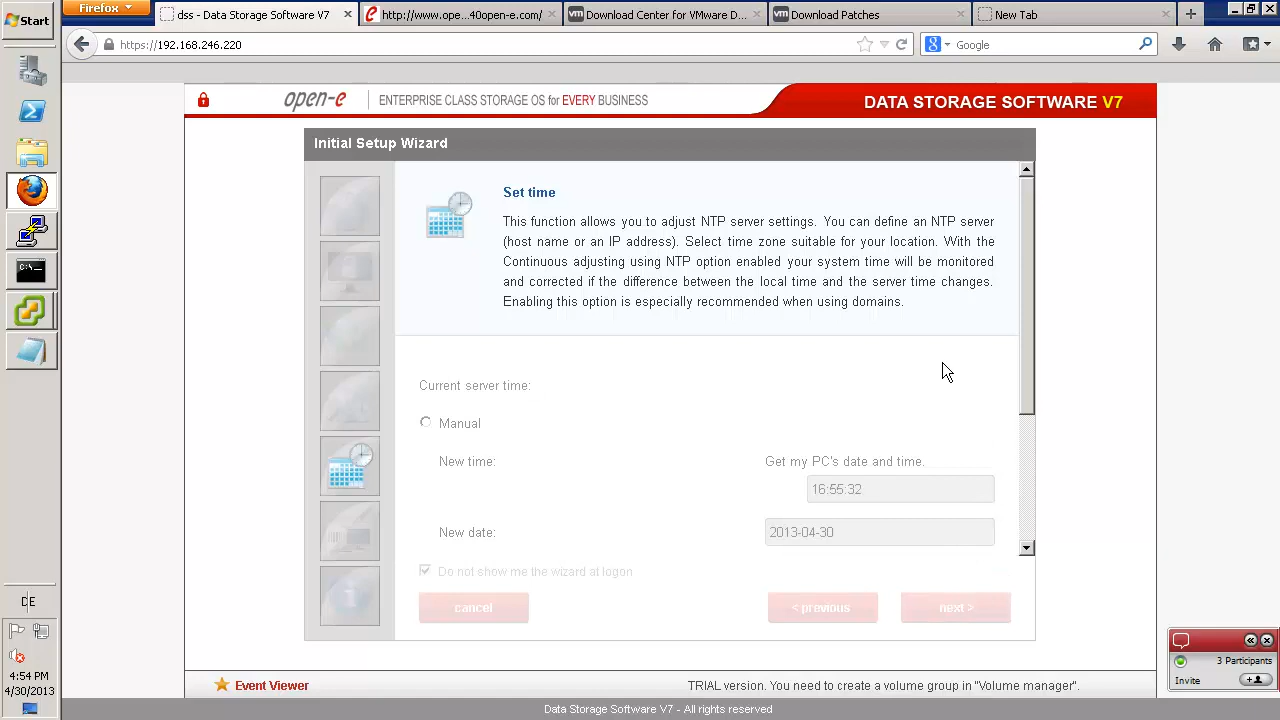 Start
Firefox
dss - Data Storage Software V7
http://www.ope...40open-e.com/
Download Center for VMware D...
Download Patches
New Tab
https://192.168.246.220
Google
open-e
ENTERPRISE CLASS STORAGE OS for EVERY BUSINESS
DATA STORAGE SOFTWARE V7
Initial Setup Wizard
Set time
This function allows you to adjust NTP server settings. You can define an NTP server
(host name or an IP address). Select time zone suitable for your location. With the
Continuous adjusting using NTP option enabled your system time will be monitored
and corrected if the difference between the local time and the server time changes.
Enabling this option is especially recommended when using domains.
Current server time:
Manual
New time:
Get my PC's date and time.
16:55:32
New date:
2013-04-30
Do not show me the wizard at logon
cancel
< previous
next >
Event Viewer
TRIAL version. You need to create a volume group in "Volume manager".
Data Storage Software V7 - All rights reserved
DE
4:54 PM
4/30/2013
3 Participants
Invite